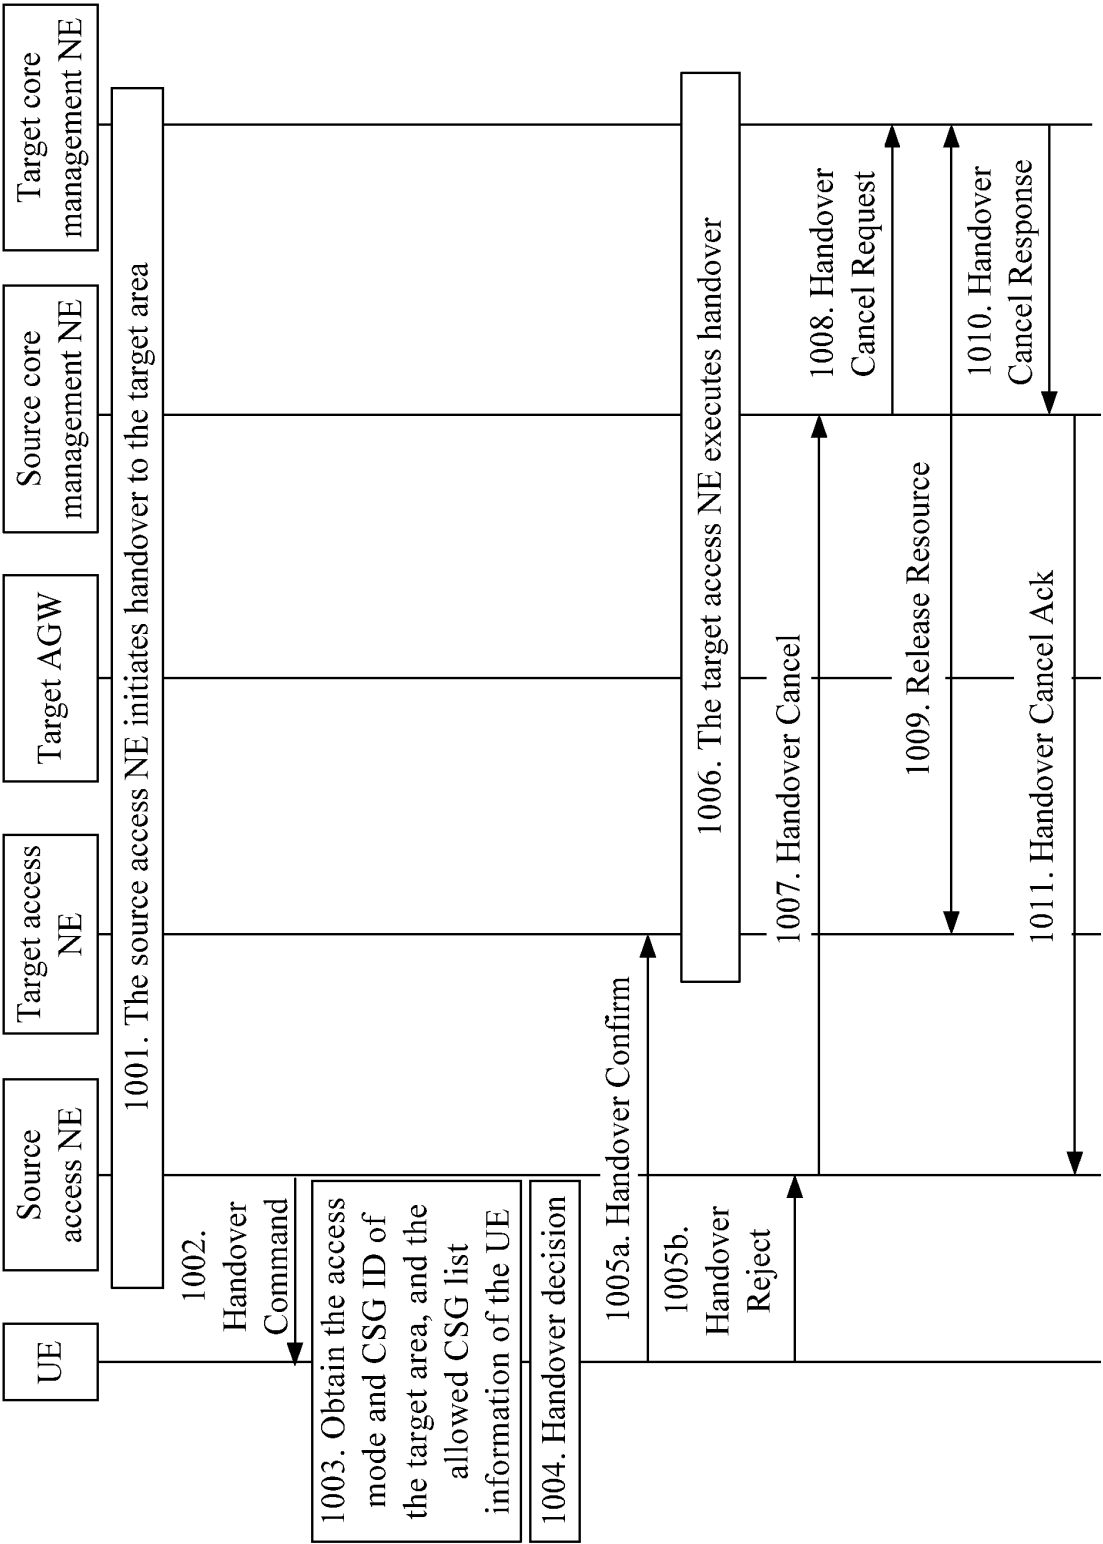 UE
Source
access NE
Target access
NE
Target AGW
Source core
management NE
Target core
management NE
1001. The source access NE initiates handover to the target area
1002.
Handover
Command
1003. Obtain the access
mode and CSG ID of
the target area, and the
allowed CSG list
information of the UE
1004. Handover decision
1005a. Handover Confirm
1005b.
Handover
Reject
1006. The target access NE executes handover
1007. Handover Cancel
1008. Handover
Cancel Request
1009. Release Resource
1010. Handover
Cancel Response
1011. Handover Cancel Ack